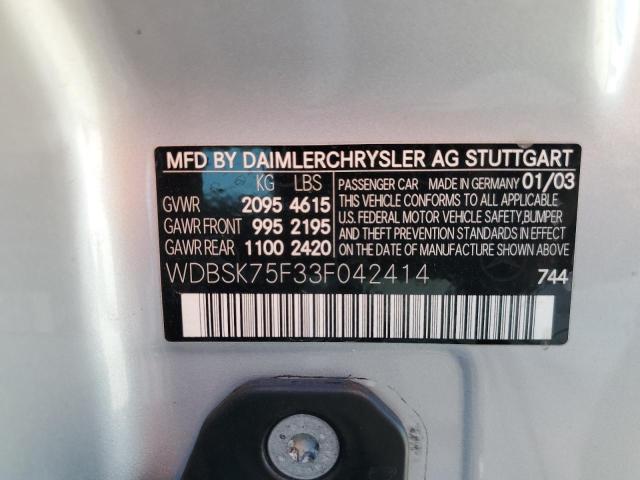 MFD BY DAIMLERCHRYSLER AG STUTTGART
KG LBS
GVWR 2095 4615
GAWR FRONT 995 2195
GAWR REAR 1100 2420
PASSENGER CAR MADE IN GERMANY 01/03
THIS VEHICLE CONFORMS TO ALL APPLICABLE
U.S. FEDERAL MOTOR VEHICLE SAFETY, BUMPER
AND THEFT PREVENTION STANDARDS IN EFFECT
ON THE DATE OF MANUFACTURE SHOWN ABOVE.
WDBSK75F33F042414
744